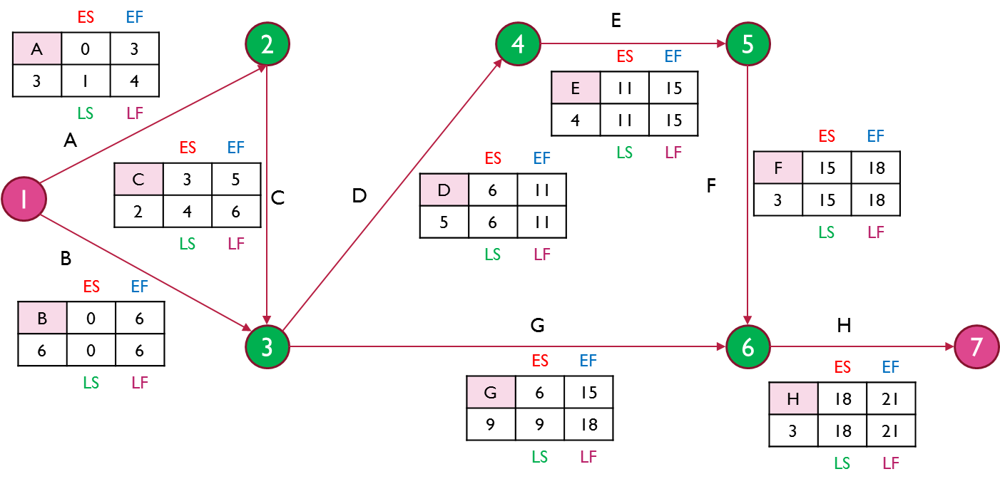 ES EF
A 0 3
3 1 4
LS LF
A
1
2
C
ES EF
C 3 5
2 4 6
LS LF
B
ES EF
B 0 6
6 0 6
LS LF
3
D
ES EF
D 6 11
5 6 11
LS LF
4
E
ES EF
E 11 15
4 11 15
LS LF
5
F
ES EF
F 15 18
3 15 18
LS LF
G
ES EF
G 6 15
9 9 18
LS LF
6
H
ES EF
H 18 21
3 18 21
LS LF
7